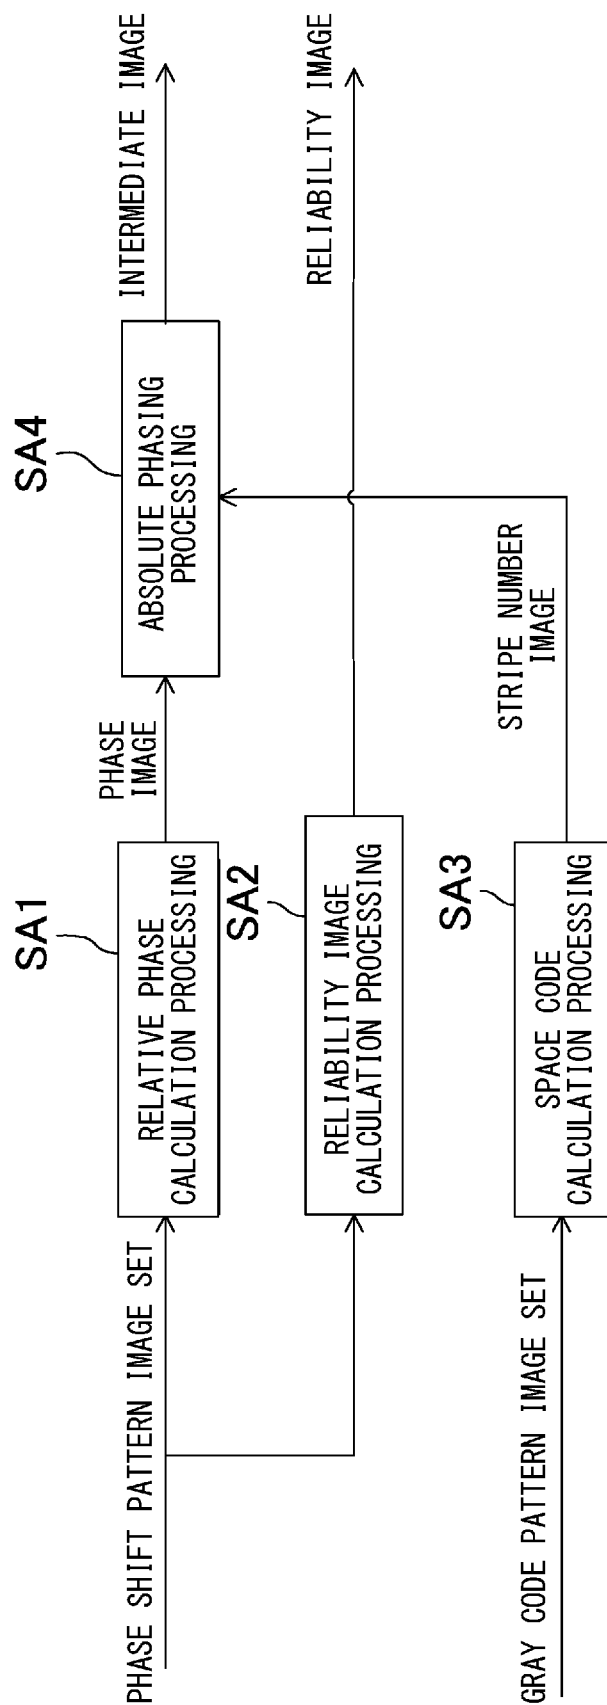 PHASE SHIFT PATTERN IMAGE SET
SA1
RELATIVE PHASE
CALCULATION PROCESSING
PHASE
IMAGE
SA4
ABSOLUTE PHASING
PROCESSING
INTERMEDIATE IMAGE
SA2
RELIABILITY IMAGE
CALCULATION PROCESSING
RELIABILITY IMAGE
GRAY CODE PATTERN IMAGE SET
SA3
SPACE CODE
CALCULATION PROCESSING
STRIPE NUMBER
IMAGE